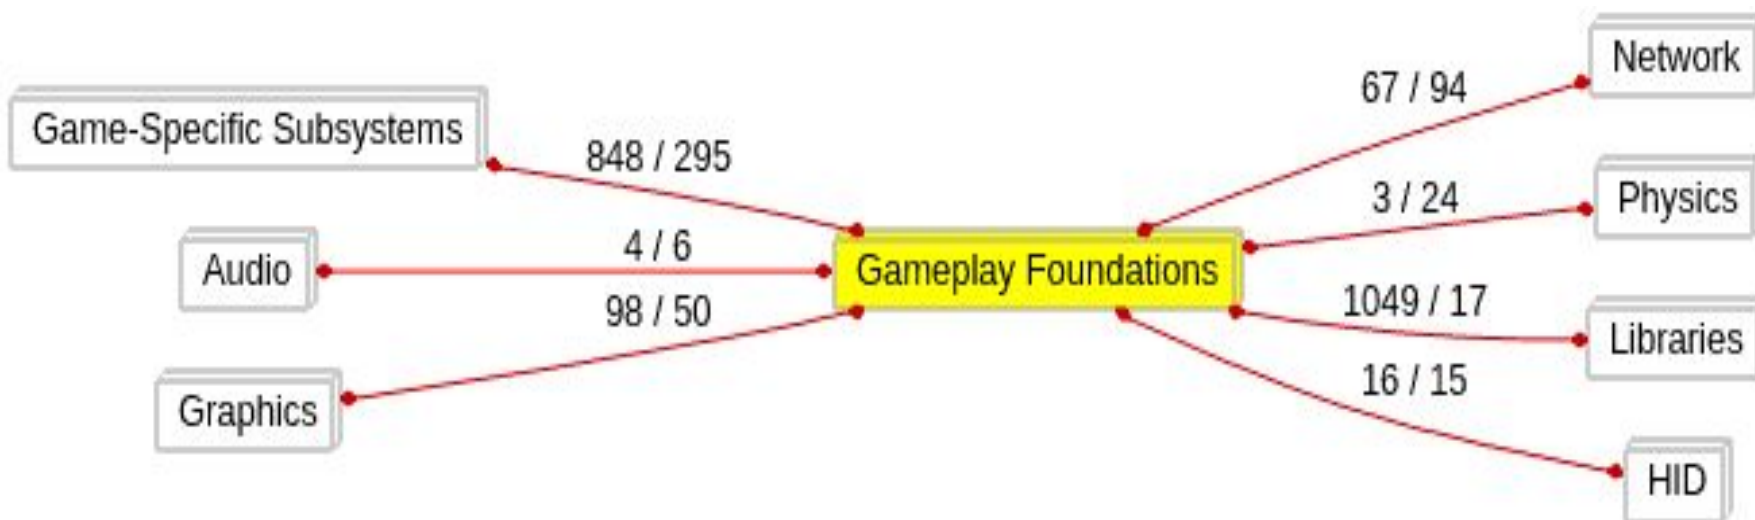 Network
67 / 94
Game-Specific Subsystems
848 / 295
3 / 24
Physics
4 / 6
Audio
Gameplay Foundations
98 / 50
1049 / 17
Libraries
16 / 15
Graphics
HID